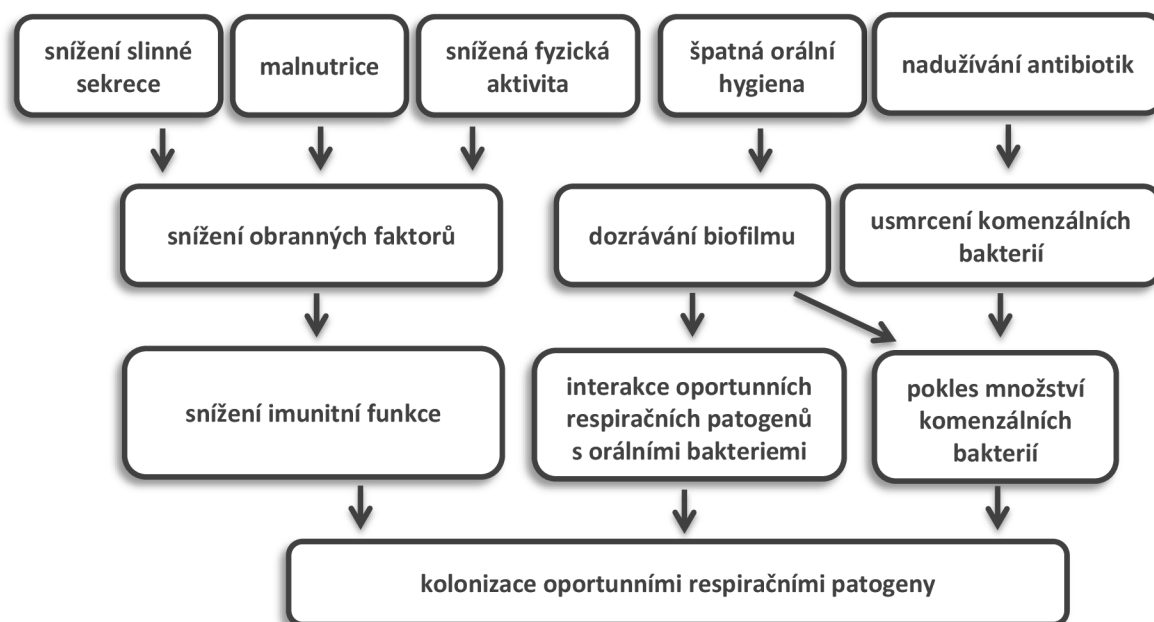 snížení slinné
sekrece
malnutrice
snížená fyzická
aktivita
špatná orální
hygiena
nadužívání antibiotik
snížení obranných faktorů
dozrávání biofilmu
usmrcení komenzálních
bakterií
snížení imunitní funkce
interakce oportunních
respiračních patogenů
s orálními bakteriemi
pokles množství
komenzálních
bakterií
kolonizace oportunními respiračními patogeny